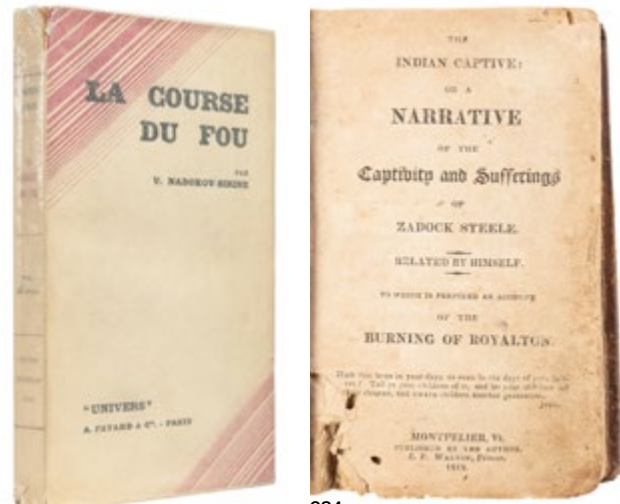 LA COURSE
DU FOU
PAR
V. NABOKOV-SIRINE
"UNIVERS"
A. FAYARD & Cie. - PARIS
THE
INDIAN CAPTIVE:
OR A
NARRATIVE
OF THE
Captivity and Sufferings
OF
ZADOCK STEELE.
RELATED BY HIMSELF.
TO WHICH IS PREFIXED AN ACCOUNT
OF THE
BURNING OF ROYALTON.
MONTPELIER, Vt.
PUBLISHED BY THE AUTHOR.
E. P. WALTON, Printer.
1818.